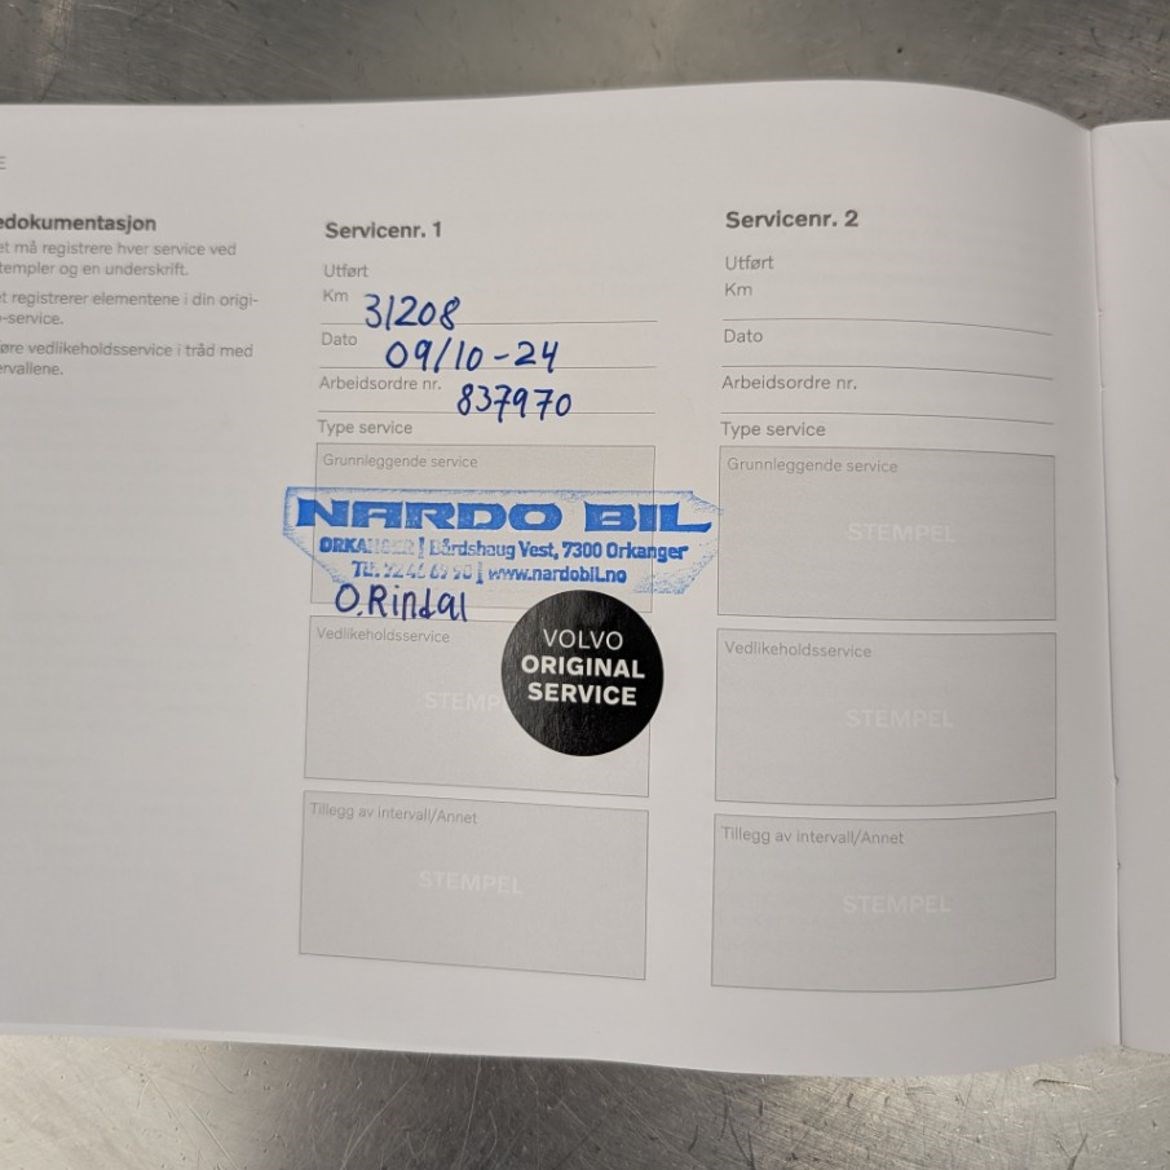 E
edokumentasjon
et må registrere hver service ved
templer og en underskrift.
et registrerer elementene i din origi-
-service.
øre vedlikeholdsservice i tråd med
ervallene.
Servicenr. 1
Utført
Km 31208
Dato 09/10-24
Arbeidsordre nr. 837970
Type service
Grunnleggende service
NARDO BIL
| Bårdshaug Vest, 7300 Orkanger
| www.nardobil.no
O.Rindal
Vedlikeholdsservice
STEMP
VOLVO
ORIGINAL
SERVICE
Tillegg av intervall/Annet
STEMPEL
Servicenr. 2
Utført
Km
Dato
Arbeidsordre nr.
Type service
Grunnleggende service
STEMPEL
Vedlikeholdsservice
STEMPEL
Tillegg av intervall/Annet
STEMPEL